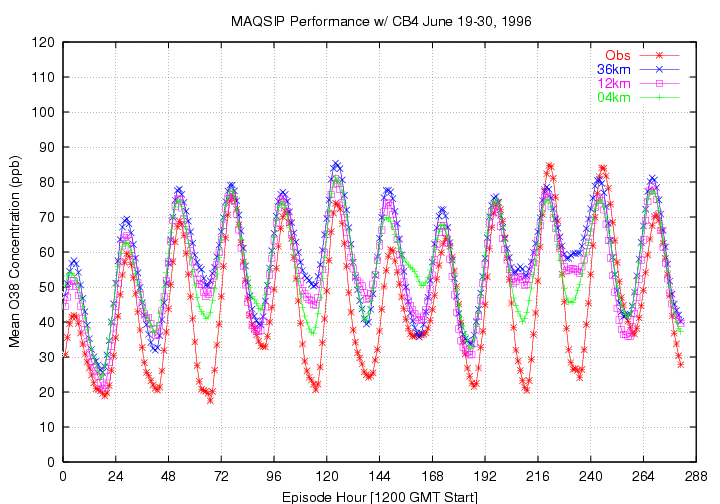 MAQSIP Performance w/ CB4 June 19-30, 1996
Obs
36km
12km
04km
Mean O38 Concentration (ppb)
120
110
100
90
80
70
60
50
40
30
20
10
0
0 24 48 72 96 120 144 168 192 216 240 264 288
Episode Hour [1200 GMT Start]